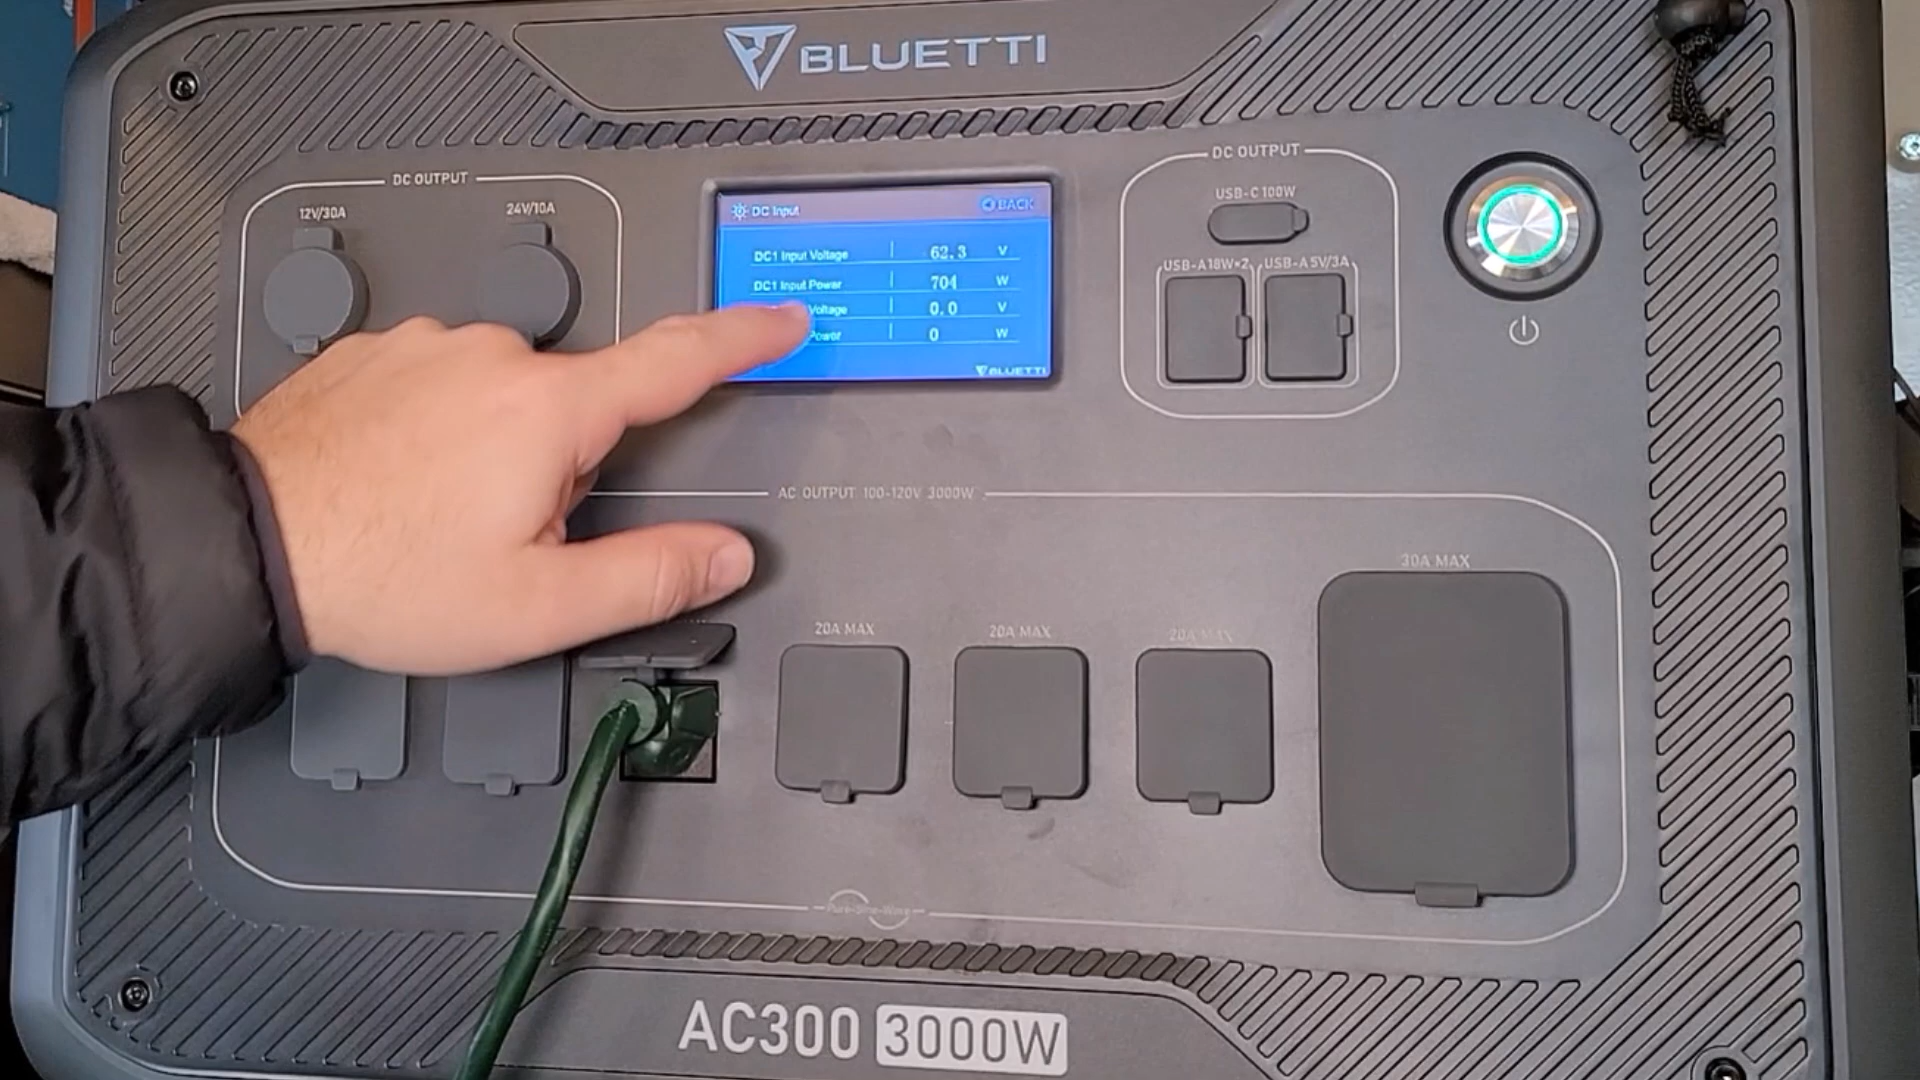 BLUETTI
DC OUTPUT
12V/30A
24V/10A
DC Input
BACK
DC1 Input Voltage 62.3 V
DC1 Input Power 704 W
Voltage 0.0 V
Power 0 W
BLUETTI
DC OUTPUT
USB-C 100W
USB-A 18W×2
USB-A 5V/3A
AC OUTPUT 100-120V 3000W
20A MAX
20A MAX
20A MAX
30A MAX
Pure-Sine-Wave
AC300 3000W